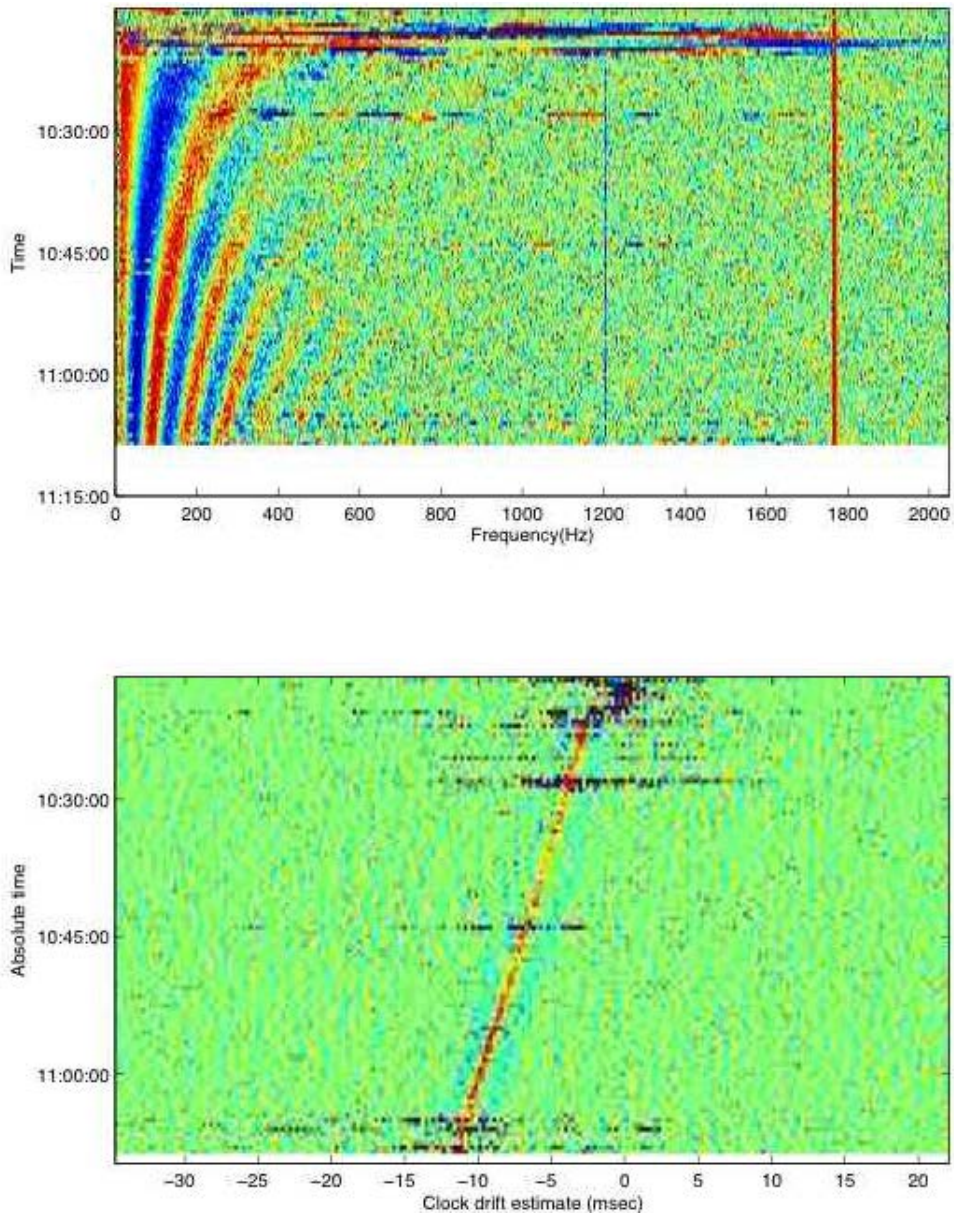 10:30:00
10:45:00
11:00:00
11:15:00
Time
0 200 400 600 800 1000 1200 1400 1600 1800 2000
Frequency(Hz)
10:30:00
10:45:00
11:00:00
Absolute time
−30 −25 −20 −15 −10 −5 0 5 10 15 20
Clock drift estimate (msec)